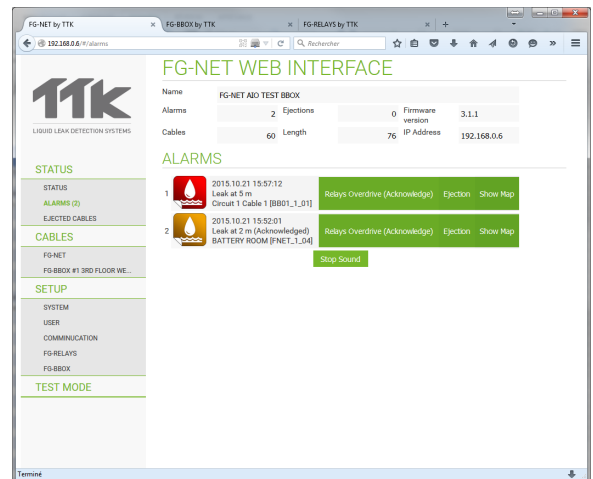 FG-NET by TTK
FG-BBOX by TTK
FG-RELAYS by TTK
192.168.0.6/#/alarms
Rechercher
TTK
LIQUID LEAK DETECTION SYSTEMS
STATUS
STATUS
ALARMS (2)
EJECTED CABLES
CABLES
FG-NET
FG-BBOX #1 3RD FLOOR WE...
SETUP
SYSTEM
USER
COMMINUCATION
FG-RELAYS
FG-BBOX
TEST MODE
FG-NET WEB INTERFACE
Name FG-NET AIO TEST BBOX
Alarms 2 Ejections 0 Firmware version 3.1.1
Cables 60 Length 76 IP Address 192.168.0.6
ALARMS
1 2015.10.21 15:57:12
Leak at 5 m
Circuit 1 Cable 1 [BB01_1_01]
Relays Overdrive (Acknowledge) Ejection Show Map
2 2015.10.21 15:52:01
Leak at 2 m (Acknowledged)
BATTERY ROOM [FNET_1_04]
Relays Overdrive (Acknowledge) Ejection Show Map
Stop Sound
Terminé